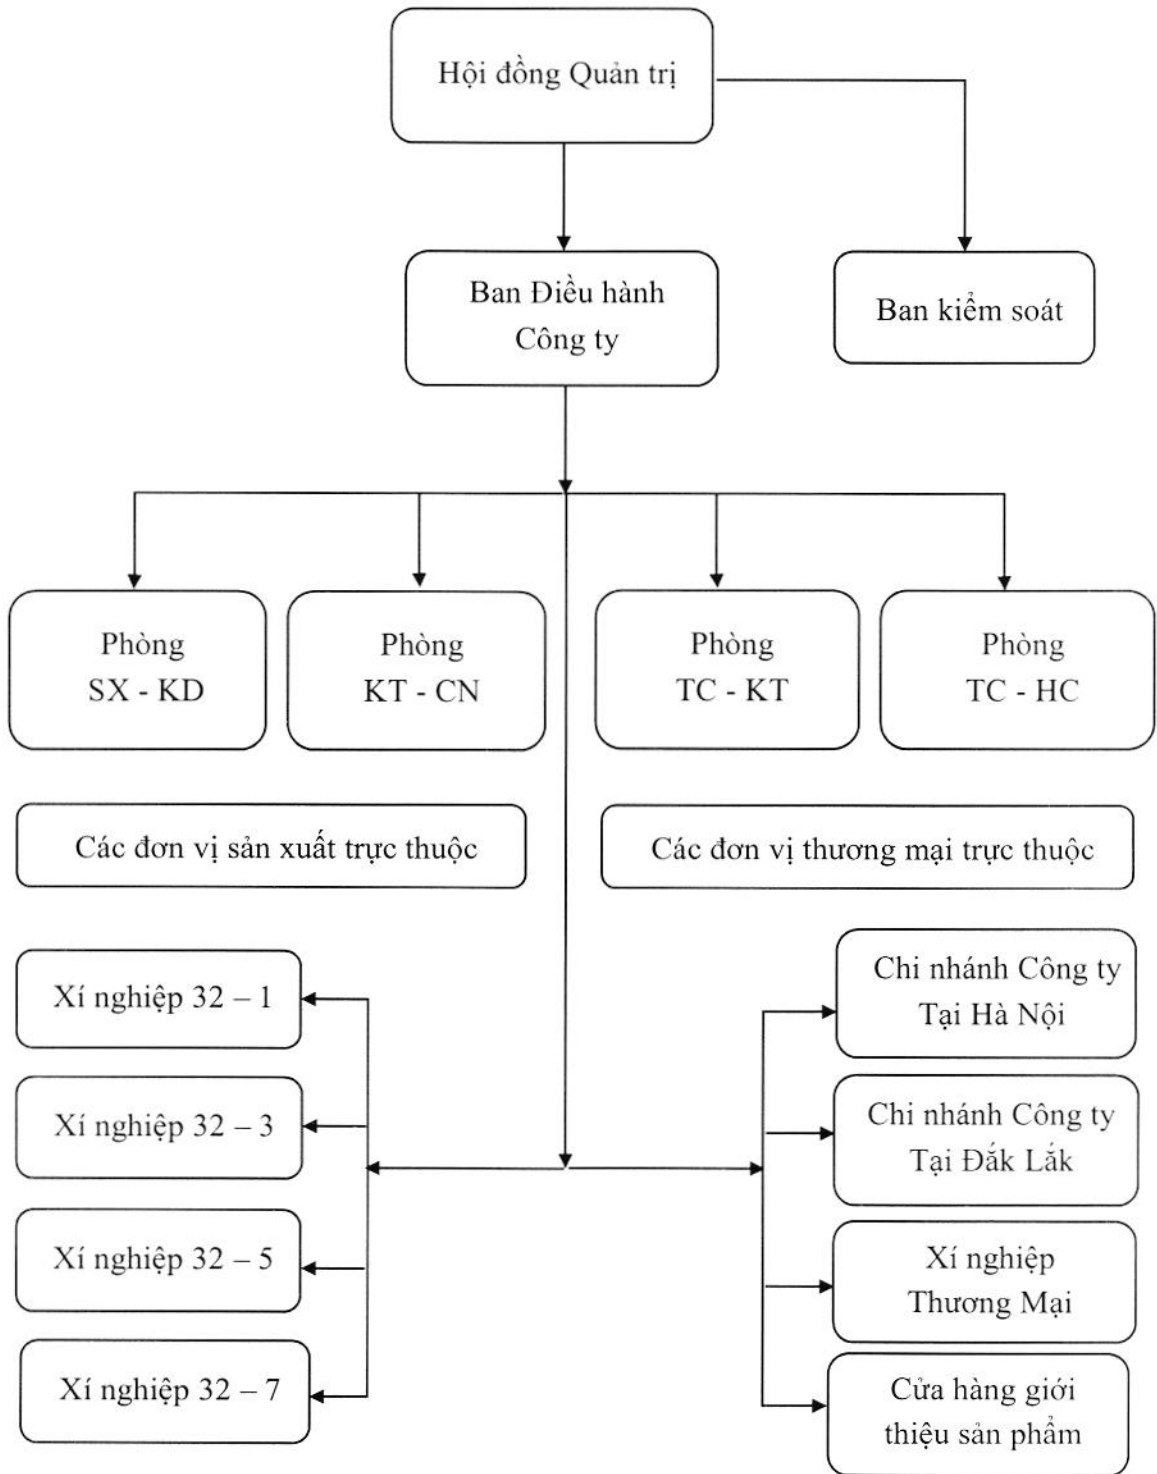 Hội đồng Quản trị
Ban Điều hành
Công ty
Ban kiểm soát
Phòng
SX - KD
Phòng
KT - CN
Phòng
TC - KT
Phòng
TC - HC
Các đơn vị sản xuất trực thuộc
Các đơn vị thương mại trực thuộc
Xí nghiệp 32 – 1
Xí nghiệp 32 – 3
Xí nghiệp 32 – 5
Xí nghiệp 32 – 7
Chi nhánh Công ty
Tại Hà Nội
Chi nhánh Công ty
Tại Đắk Lắk
Xí nghiệp
Thương Mại
Cửa hàng giới
thiệu sản phẩm